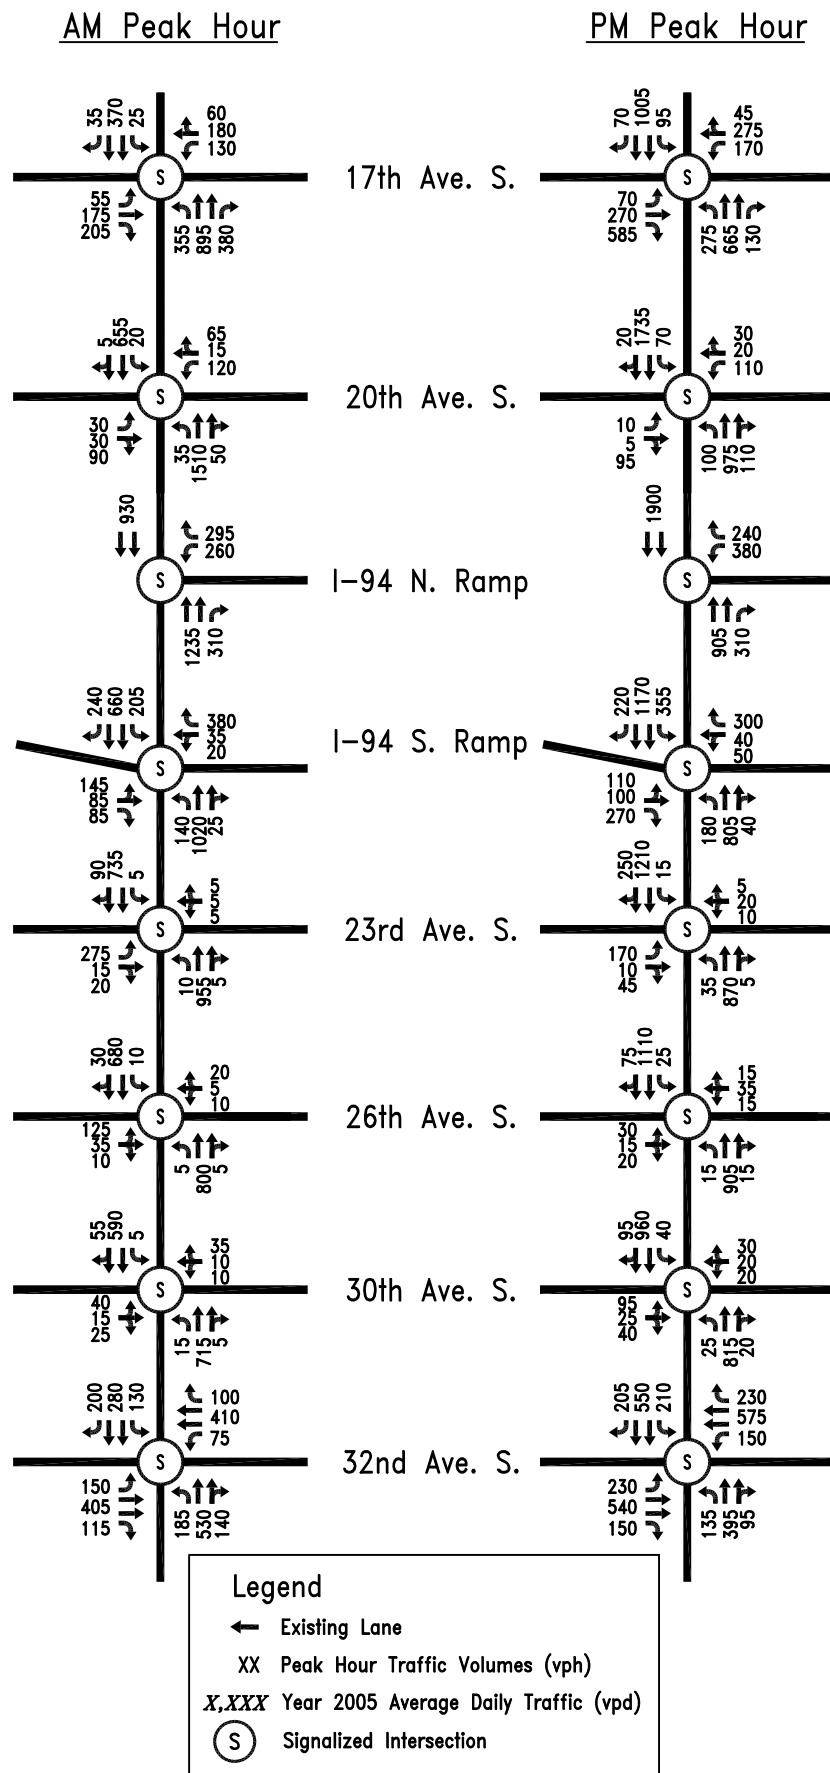 AM Peak Hour
PM Peak Hour
35 370 25
60
180
130
S
55
175
205
355 895 380
17th Ave. S.
70 1005 95
45
275
170
S
70
270
585
275 665 130
5 655 20
65
15
120
S
30
30
90
35 1510 50
20th Ave. S.
20 1735 70
30
20
110
S
10
5
95
100 975 110
930
295
260
S
1235 310
I-94 N. Ramp
1900
240
380
S
905 310
240 660 205
380
35
20
S
145
85
85
140 1020 25
I-94 S. Ramp
220 1170 355
300
40
50
S
110
100
270
180 805 40
90 735 5
5
5
5
S
275
15
20
10 955 5
23rd Ave. S.
250 1210 15
5
20
10
S
170
10
45
35 870 5
30 680 10
20
5
10
S
125
35
10
5 800 5
26th Ave. S.
75 1110 25
15
35
15
S
30
15
20
15 905 15
55 590 5
35
10
10
S
40
15
25
15 715 5
30th Ave. S.
95 960 40
30
20
20
S
95
25
40
25 815 20
200 280 130
100
410
75
S
150
405
115
185 530 140
32nd Ave. S.
205 550 210
230
575
150
S
230
540
150
135 395 95
Legend
Existing Lane
XX Peak Hour Traffic Volumes (vph)
X,XXX Year 2005 Average Daily Traffic (vpd)
S Signalized Intersection